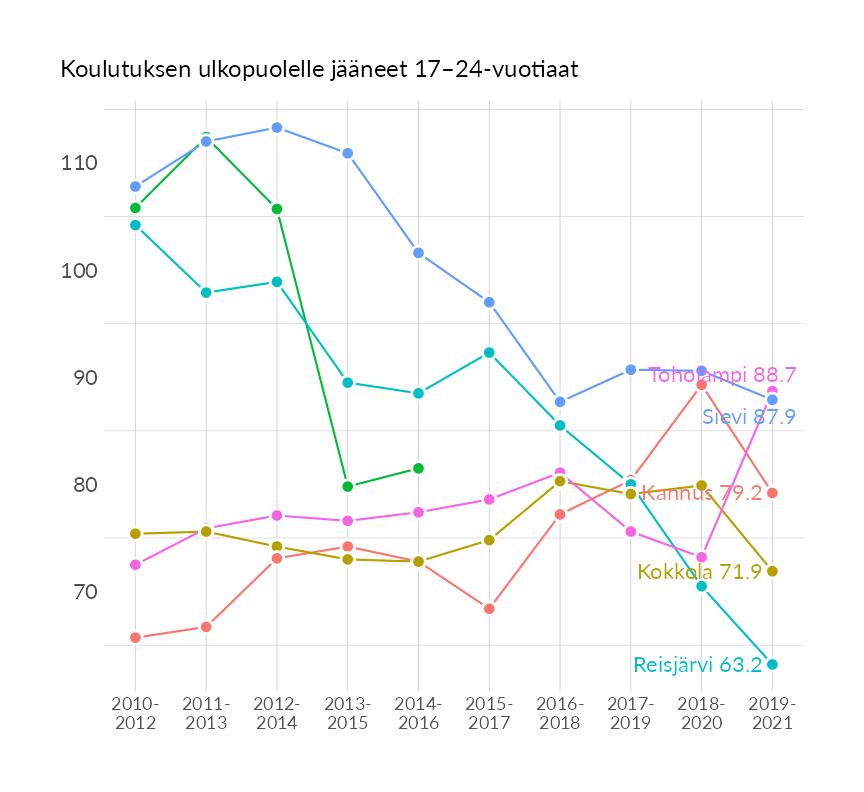 Koulutuksen ulkopuolelle jääneet 17–24-vuotiaat
110
100
90
80
70
Toholampi 88.7
Sievi 87.9
Kannus 79.2
Kokkola 71.9
Reisjärvi 63.2
2010- 2011- 2012- 2013- 2014- 2015- 2016- 2017- 2018- 2019-
2012 2013 2014 2015 2016 2017 2018 2019 2020 2021